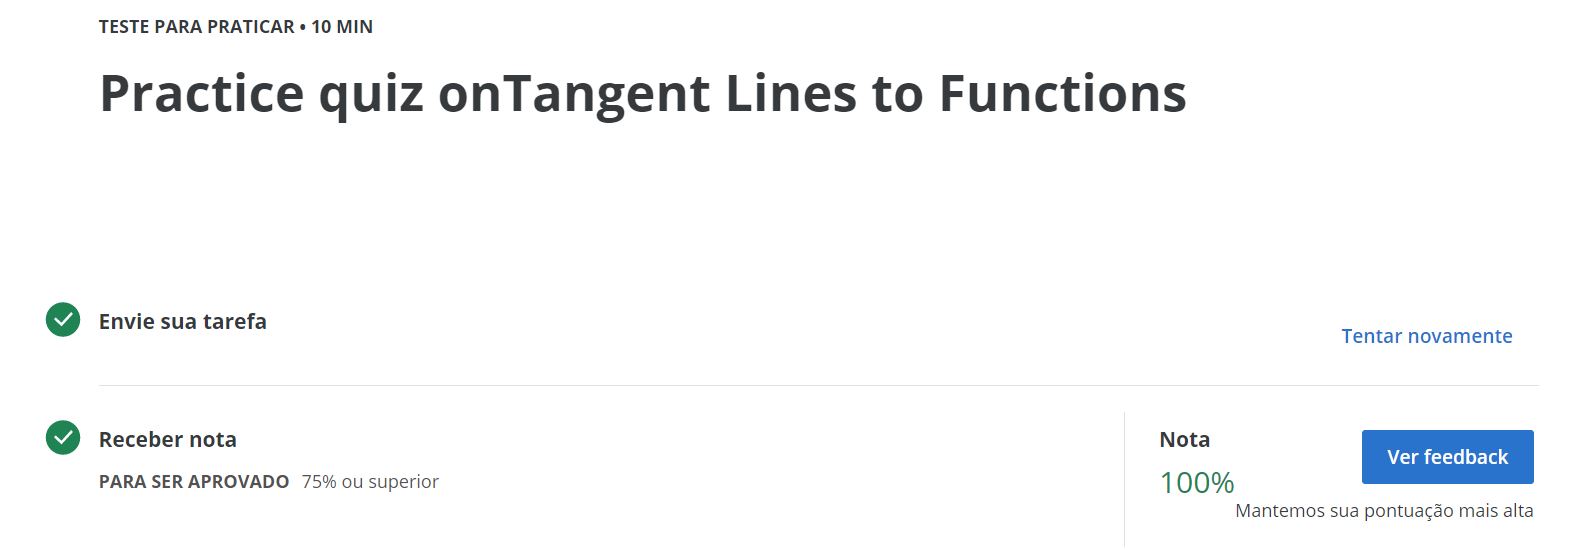 TESTE PARA PRATICAR • 10 MIN
Practice quiz onTangent Lines to Functions
Envie sua tarefa
Tentar novamente
Receber nota
PARA SER APROVADO 75% ou superior
Nota
100%
Ver feedback
Mantemos sua pontuação mais alta